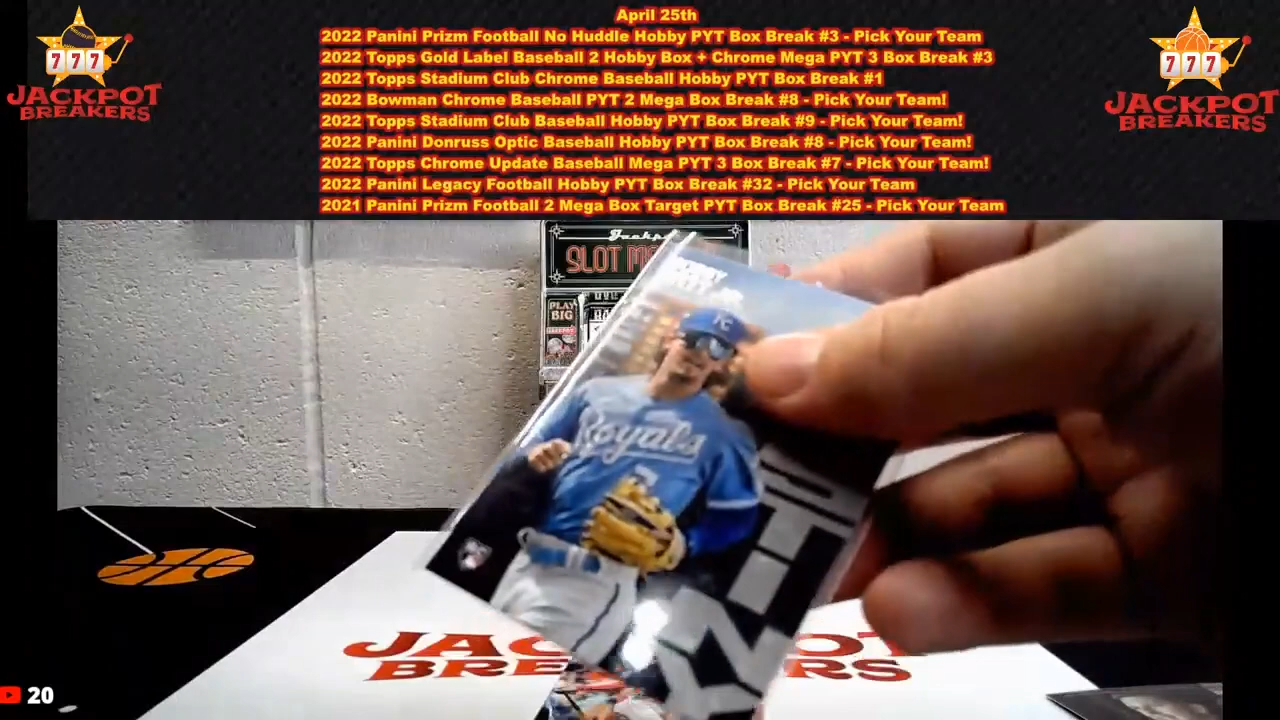 April 25th
2022 Panini Prizm Football No Huddle Hobby PYT Box Break #3 - Pick Your Team
2022 Topps Gold Label Baseball 2 Hobby Box + Chrome Mega PYT 3 Box Break #3
2022 Topps Stadium Club Chrome Baseball Hobby PYT Box Break #1
2022 Bowman Chrome Baseball PYT 2 Mega Box Break #8 - Pick Your Team!
2022 Topps Stadium Club Baseball Hobby PYT Box Break #9 - Pick Your Team!
2022 Panini Donruss Optic Baseball Hobby PYT Box Break #8 - Pick Your Team!
2022 Topps Chrome Update Baseball Mega PYT 3 Box Break #7 - Pick Your Team!
2022 Panini Legacy Football Hobby PYT Box Break #32 - Pick Your Team
2021 Panini Prizm Football 2 Mega Box Target PYT Box Break #25 - Pick Your Team
777
JACKPOT
BREAKERS
777
JACKPOT
BREAKERS
SLOT
PLAY
BIG
KC
Royals
7
20